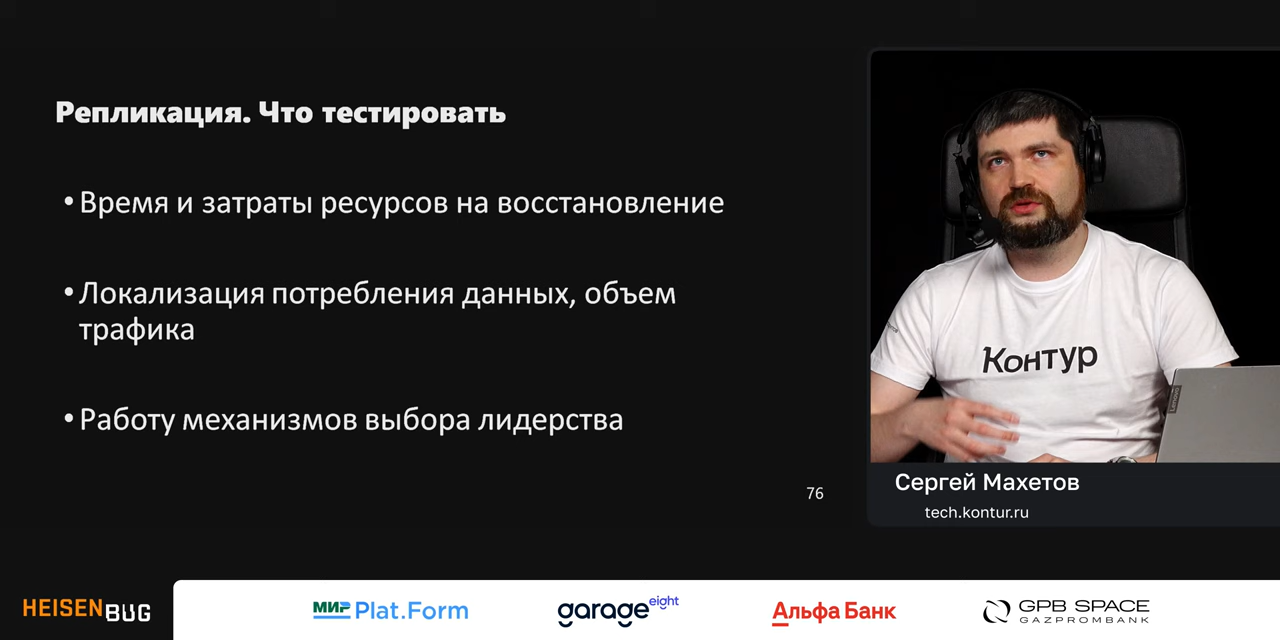 Репликация. Что тестировать
• Время и затраты ресурсов на восстановление
• Локализация потребления данных, объем
трафика
• Работу механизмов выбора лидерства
76
Контур
Lenovo
Сергей Махетов
tech.kontur.ru
HEISENBUG
МИР Plat.Form
garage eight
Альфа Банк
GPB SPACE
GAZPROMBANK